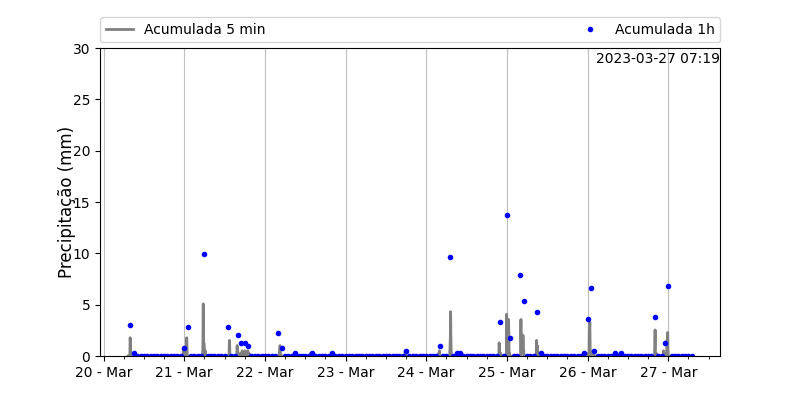 Acumulada 5 min Acumulada 1h
2023-03-27 07:19
Precipitação (mm)
30
25
20
15
10
5
0
20 - Mar 21 - Mar 22 - Mar 23 - Mar 24 - Mar 25 - Mar 26 - Mar 27 - Mar